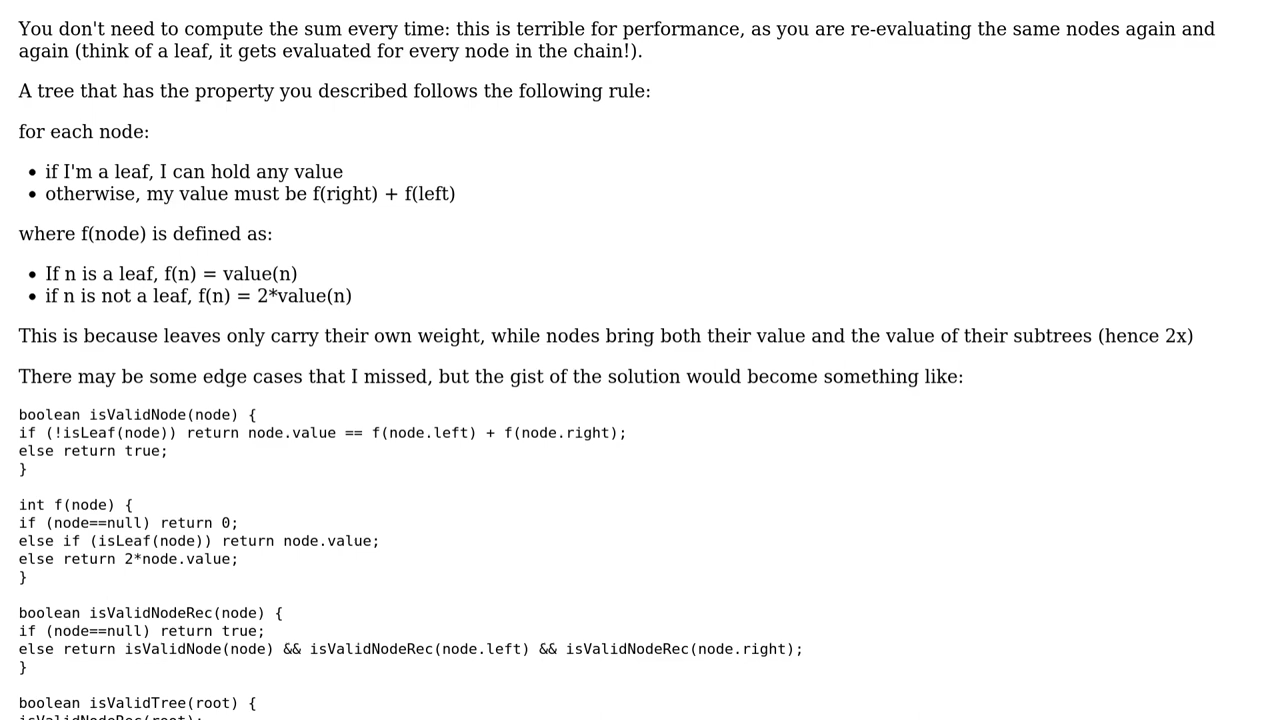 You don't need to compute the sum every time: this is terrible for performance, as you are re-evaluating the same nodes again and
again (think of a leaf, it gets evaluated for every node in the chain!).
A tree that has the property you described follows the following rule:
for each node:
• if I'm a leaf, I can hold any value
• otherwise, my value must be f(right) + f(left)
where f(node) is defined as:
• If n is a leaf, f(n) = value(n)
• if n is not a leaf, f(n) = 2*value(n)
This is because leaves only carry their own weight, while nodes bring both their value and the value of their subtrees (hence 2x)
There may be some edge cases that I missed, but the gist of the solution would become something like:
boolean isValidNode(node) {
if (!isLeaf(node)) return node.value == f(node.left) + f(node.right);
else return true;
}
int f(node) {
if (node==null) return 0;
else if (isLeaf(node)) return node.value;
else return 2*node.value;
}
boolean isValidNodeRec(node) {
if (node==null) return true;
else return isValidNode(node) && isValidNodeRec(node.left) && isValidNodeRec(node.right);
}
boolean isValidTree(root) {
isValidNodeRec(root);